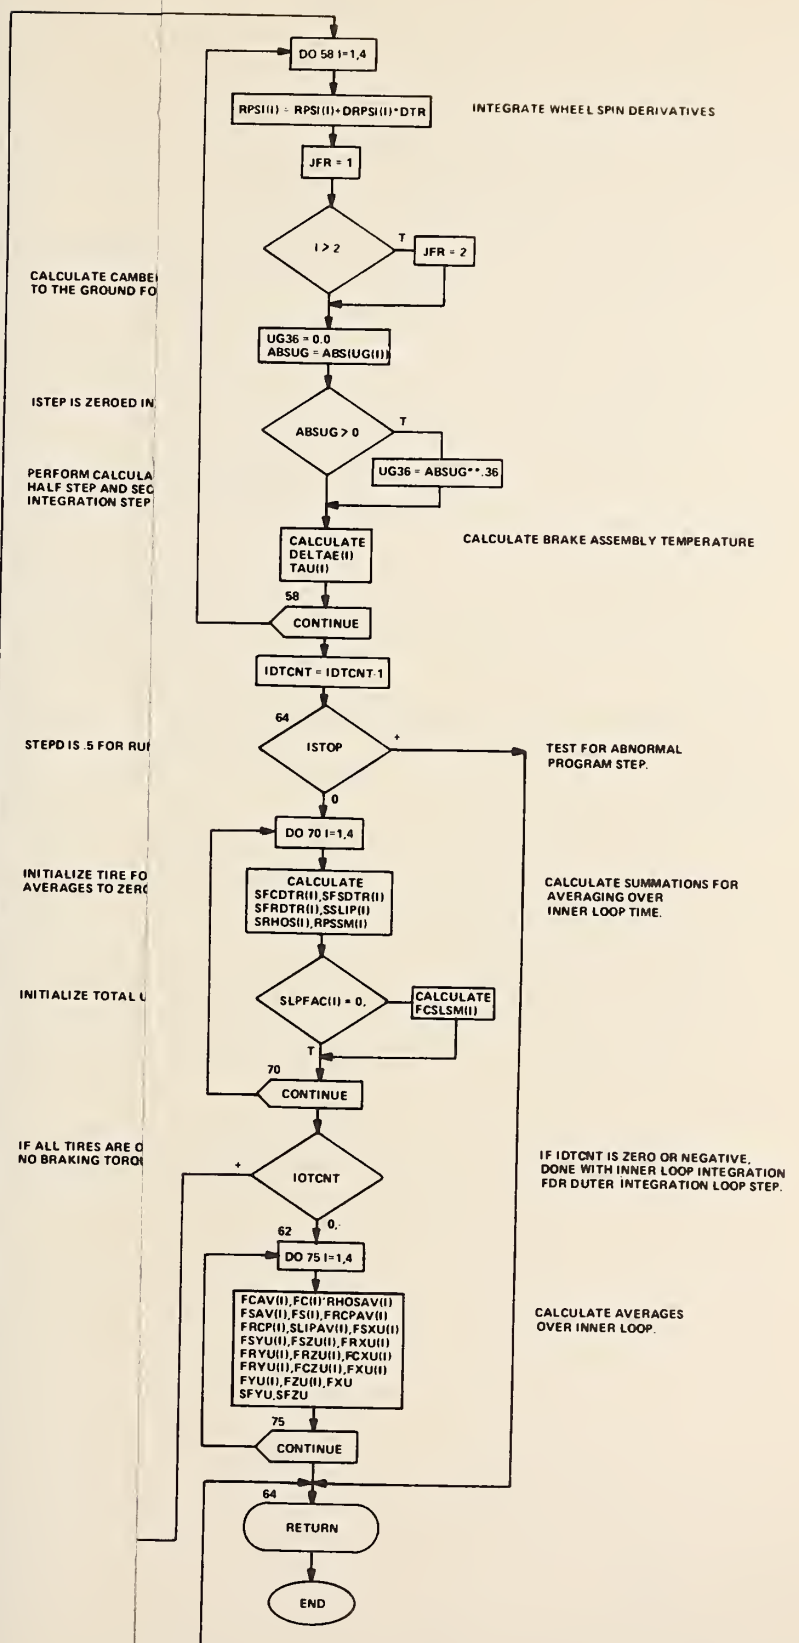 DO 58 I=1,4
RPSI(I) = RPSI(I)+DRPSI(I)*DTR
INTEGRATE WHEEL SPIN DERIVATIVES
JFR = 1
I > 2
T
JFR = 2
CALCULATE CAMBE
TO THE GROUND FO
UG36 = 0.0
ABSUG = ABS(UG(I))
ISTEP IS ZEROED IN
ABSUG > 0
T
UG36 = ABSUG**.36
PERFORM CALCULA
HALF STEP AND SEC
INTEGRATION STEP
CALCULATE
DELTAE(I)
TAU(I)
CALCULATE BRAKE ASSEMBLY TEMPERATURE
58
CONTINUE
IDTCNT = IDTCNT-1
64
ISTOP
+
0
STEPD IS .5 FOR RU
TEST FOR ABNORMAL
PROGRAM STEP.
DO 70 I=1,4
INITIALIZE TIRE FO
AVERAGES TO ZERO
CALCULATE
SFCDTR(I),SFSDTR(I)
SFRDTR(I),SSLIP(I)
SRHOS(I),RPSSM(I)
CALCULATE SUMMATIONS FOR
AVERAGING OVER
INNER LOOP TIME.
INITIALIZE TOTAL
SLPFAC(I) = 0.
CALCULATE
FCSLSM(I)
T
70
CONTINUE
IF ALL TIRES ARE O
NO BRAKING TORQU
+
IOTCNT
0,-
IF IDTCNT IS ZERO OR NEGATIVE,
DONE WITH INNER LOOP INTEGRATION
FDR DUTER INTEGRATION LOOP STEP.
62
DO 75 I=1,4
FCAV(I),FC(I)'RHOSAV(I)
FSAV(I),FS(I),FRCPAV(I)
FRCP(I),SLIPAV(I),FSXU(I)
FSYU(I),FSZU(I),FRXU(I)
FRYU(I),FRZU(I),FCXU(I)
FRYU(I),FCZU(I),FXU(I)
FYU(I),FZU(I),FXU
SFYU,SFZU
CALCULATE AVERAGES
OVER INNER LOOP.
75
CONTINUE
64
RETURN
END